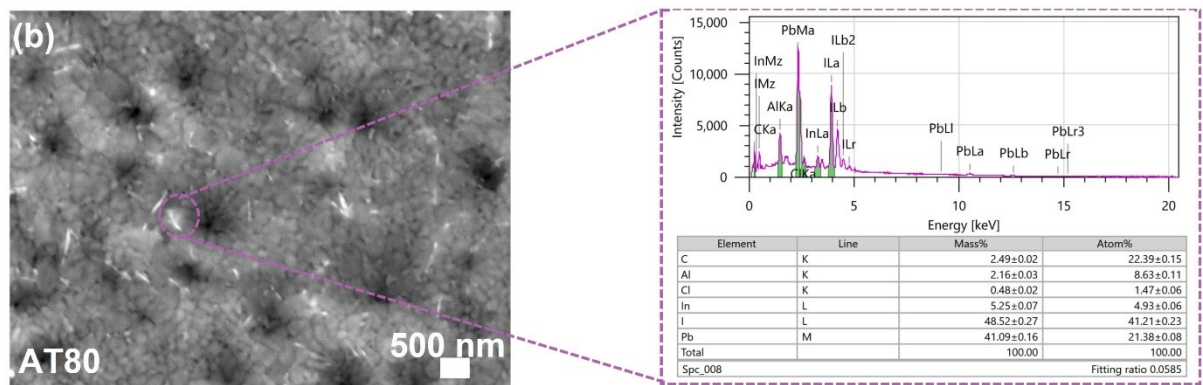 (b)
AT80
500 nm
15,000
10,000
5,000
0
Intensity [Counts]
InMz
IMz
CKa
AlKa
PbMa
ClKa
InLa
ILa
ILb2
ILb
ILr
PbLl
PbLa
PbLb
PbLr
PbLr3
0 5 10 15 20
Energy [keV]
Element Line Mass% Atom%
C K 2.49±0.02 22.39±0.15
Al K 2.16±0.03 8.63±0.11
Cl K 0.48±0.02 1.47±0.06
In L 5.25±0.07 4.93±0.06
I L 48.52±0.27 41.21±0.23
Pb M 41.09±0.16 21.38±0.08
Total 100.00 100.00
Spc_008 Fitting ratio 0.0585